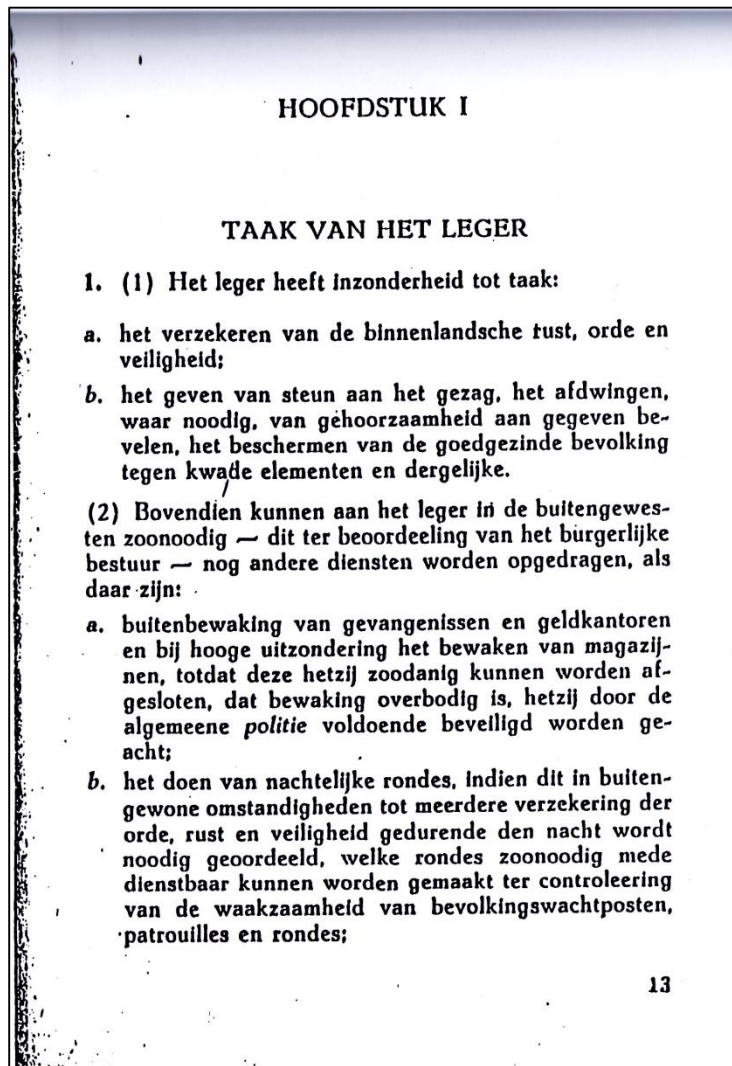 HOOFDSTUK I
TAAK VAN HET LEGER
1. (1) Het leger heeft inzonderheid tot taak:
a. het verzekeren van de binnenlandsche rust, orde en
veiligheid;
b. het geven van steun aan het gezag, het afdwingen,
waar noodig, van gehoorzaamheid aan gegeven be-
velen, het beschermen van de goedgezinde bevolking
tegen kwade elementen en dergelijke.
(2) Bovendien kunnen aan het leger in de buitengewes-
ten zoonoodig — dit ter beoordeeling van het burgerlijke
bestuur — nog andere diensten worden opgedragen, als
daar zijn:
a. buitenbewaking van gevangenissen en geldkantoren
en bij hooge uitzondering het bewaken van magazij-
nen, totdat deze hetzij zoodanig kunnen worden af-
gesloten, dat bewaking overbodig is, hetzij door de
algemeene politie voldoende beveiligd worden ge-
acht;
b. het doen van nachtelijke rondes, indien dit in buiten-
gewone omstandigheden tot meerdere verzekering der
orde, rust en veiligheid gedurende den nacht wordt
noodig geoordeeld, welke rondes zoonoodig mede
dienstbaar kunnen worden gemaakt ter controleering
van de waakzaamheid van bevolkingswachtposten,
patrouilles en rondes;
13